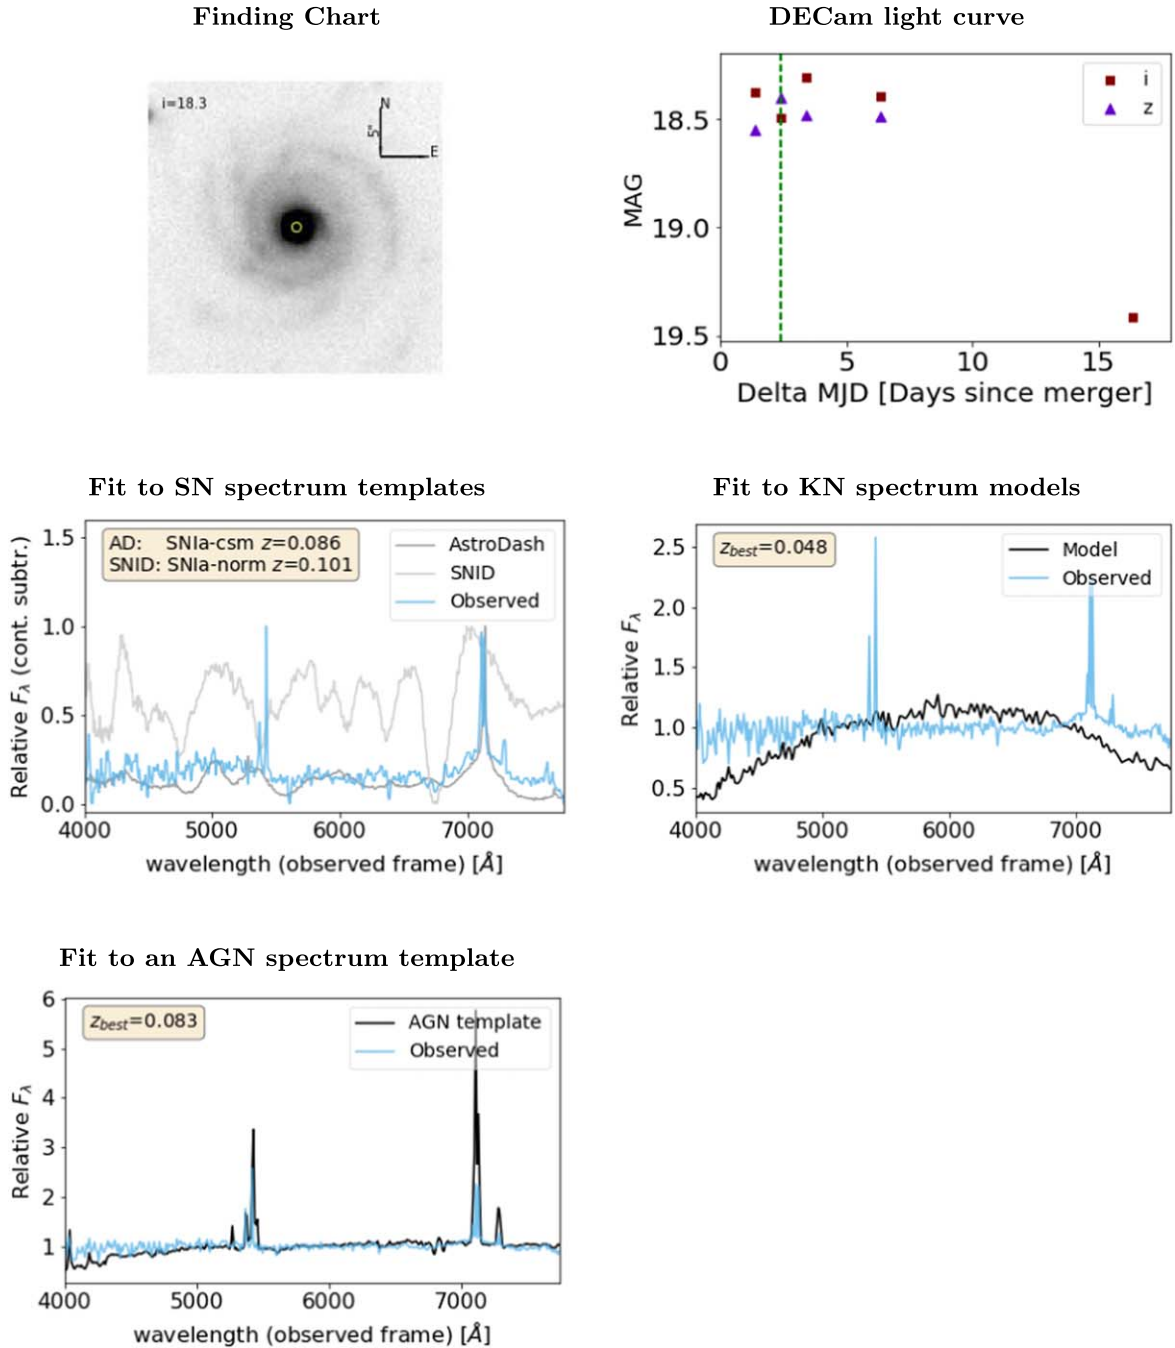 Finding Chart
i=18.3
N
5"
E
DECam light curve
i
z
18.5
19.0
19.5
MAG
0 5 10 15
Delta MJD [Days since merger]
Fit to SN spectrum templates
AD: SNIa-csm z=0.086
SNID: SNIa-norm z=0.101
AstroDash
SNID
Observed
1.5
1.0
0.5
0.0
Relative Fλ (cont. subtr.)
4000 5000 6000 7000
wavelength (observed frame) [Å]
Fit to KN spectrum models
zbest=0.048
Model
Observed
2.5
2.0
1.5
1.0
0.5
Relative Fλ
4000 5000 6000 7000
wavelength (observed frame) [Å]
Fit to an AGN spectrum template
zbest=0.083
AGN template
Observed
6
5
4
3
2
1
Relative Fλ
4000 5000 6000 7000
wavelength (observed frame) [Å]